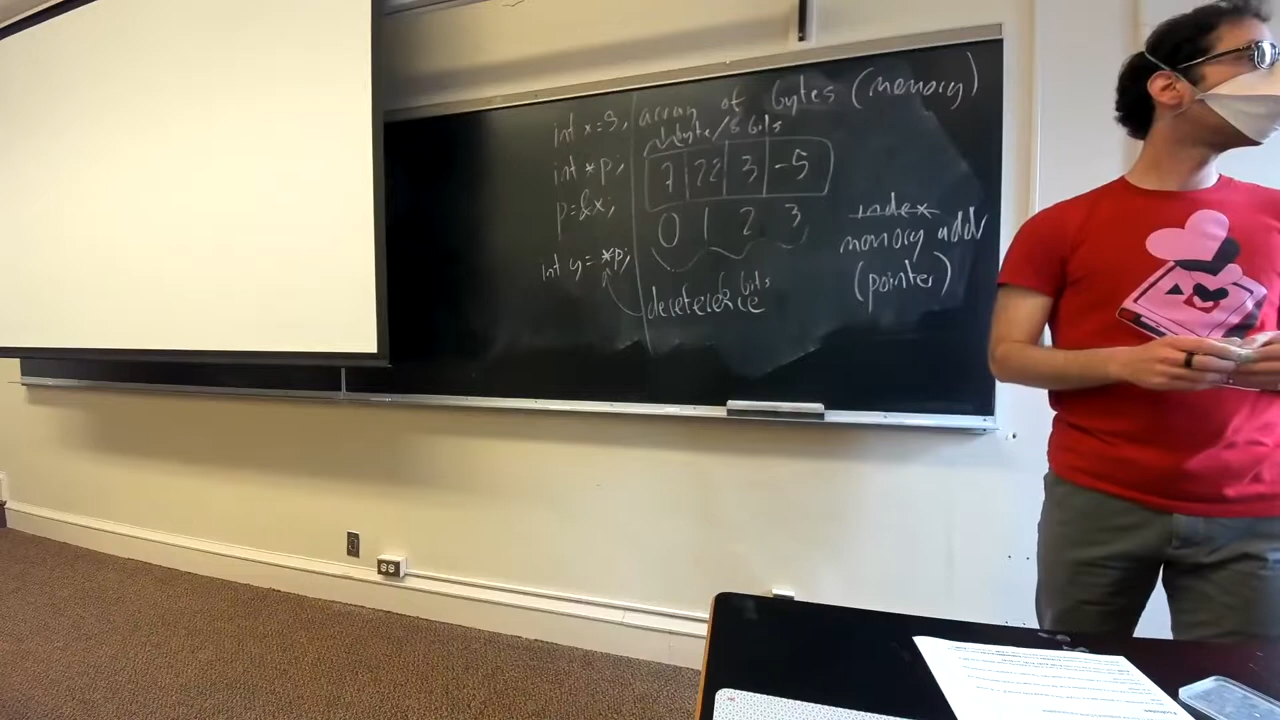 int x=9;
int *p;
p=&x;
int y = *p;
array of bytes (memory)
1 byte/8 bits
7 22 3 -5
0 1 2 3
bits
dereference
index
memory addr
(pointer)